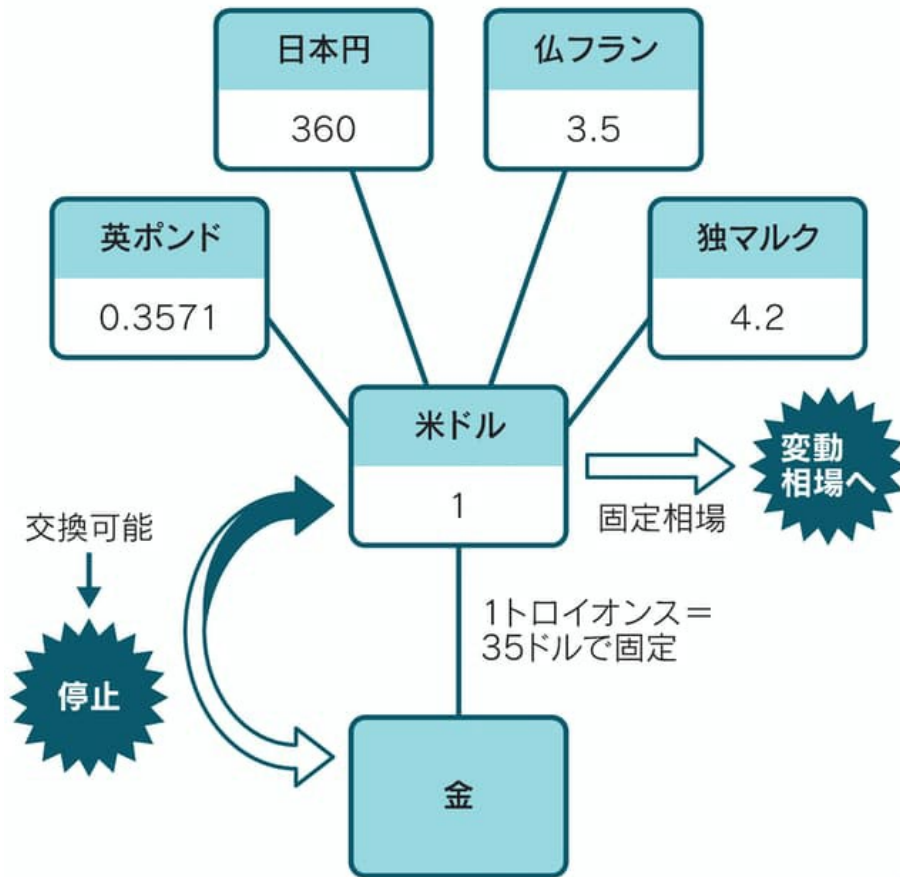 日本円
360
仏フラン
3.5
英ポンド
0.3571
独マルク
4.2
米ドル
1
変動
相場へ
固定相場
交換可能
停止
1トロイオンス＝
35ドルで固定
金